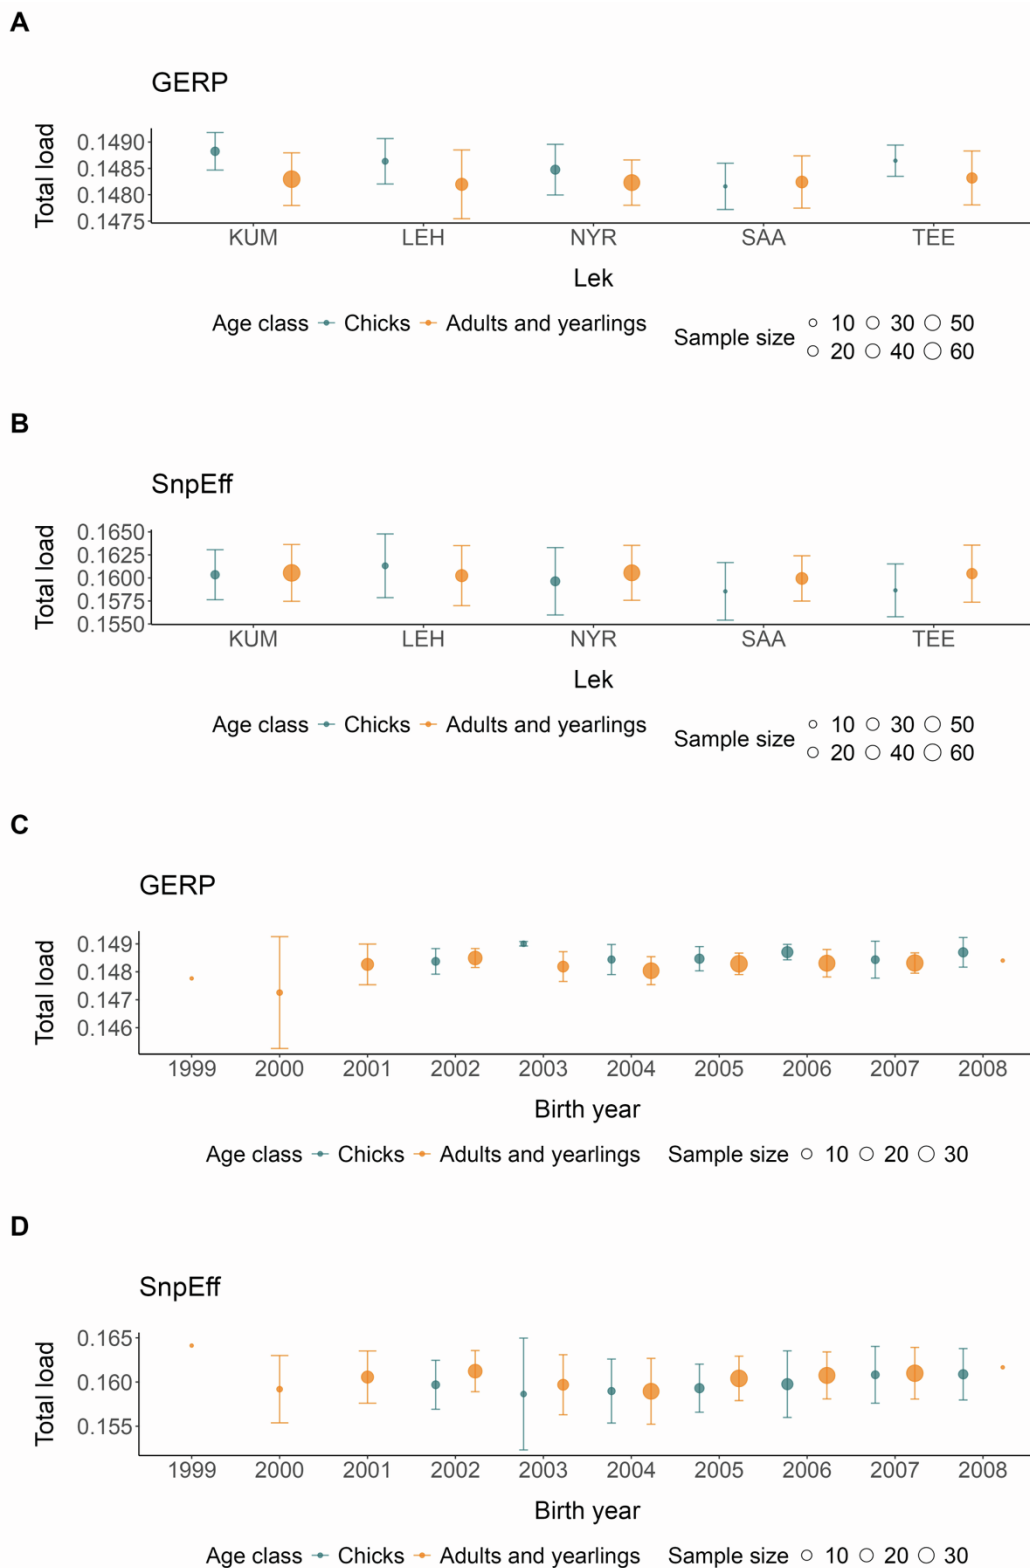 A
GERP
Total load
0.1490
0.1485
0.1480
0.1475
KUM LEH NYR SAA TEE
Lek
Age class Chicks Adults and yearlings
Sample size 10 30 50
20 40 60
B
SnpEff
Total load
0.1650
0.1625
0.1600
0.1575
0.1550
KUM LEH NYR SAA TEE
Lek
Age class Chicks Adults and yearlings
Sample size 10 30 50
20 40 60
C
GERP
Total load
0.149
0.148
0.147
0.146
1999 2000 2001 2002 2003 2004 2005 2006 2007 2008
Birth year
Age class Chicks Adults and yearlings Sample size 10 20 30
D
SnpEff
Total load
0.165
0.160
0.155
1999 2000 2001 2002 2003 2004 2005 2006 2007 2008
Birth year
Age class Chicks Adults and yearlings Sample size 10 20 30